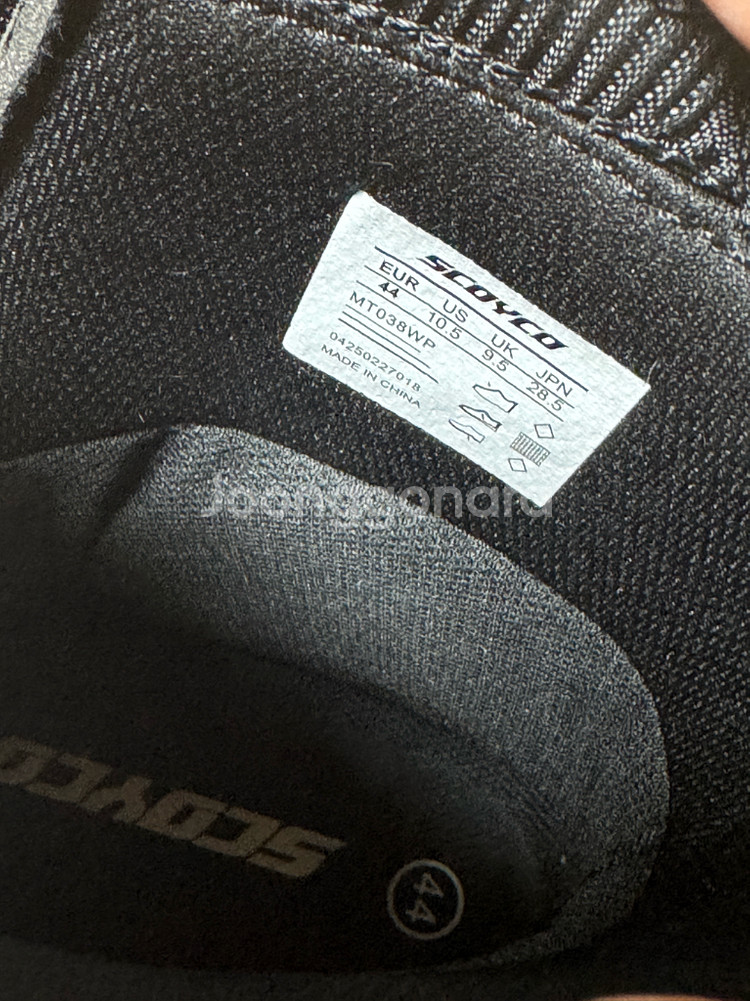 SCOYCO
EUR US UK JPN
44 10.5 9.5 28.5
MT038WP
04250227018
MADE IN CHINA
Joonggonara
SCOYCO
44